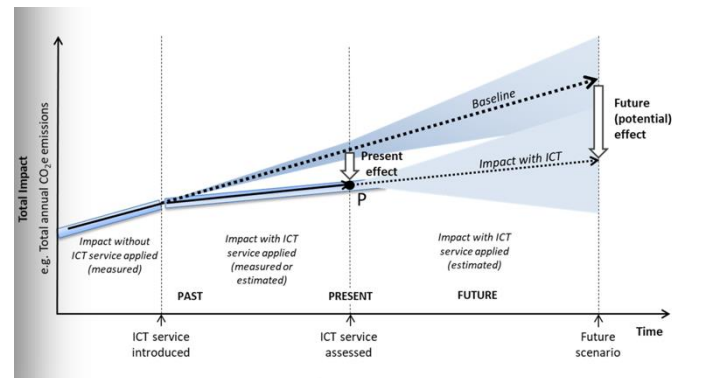 Total Impact
e.g. Total annual CO₂e emissions
Baseline
Future
(potential)
effect
Present
effect
Impact with ICT
P
Impact without
ICT service applied
(measured)
Impact with ICT
service applied
(measured or
estimated)
Impact with ICT
service applied
(estimated)
PAST
PRESENT
FUTURE
Time
ICT service
introduced
ICT service
assessed
Future
scenario